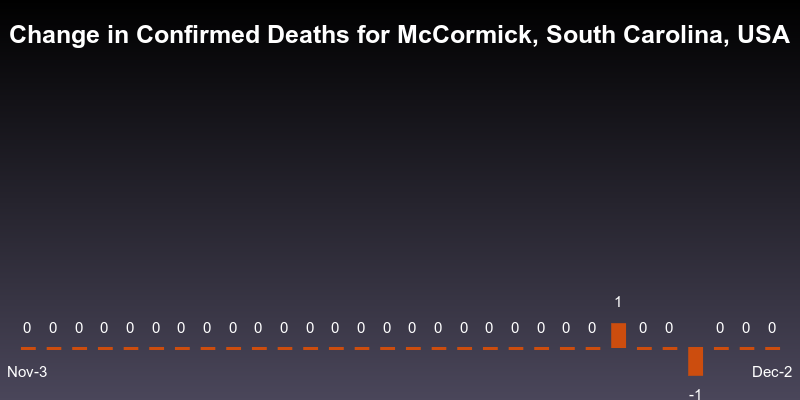 Change in Confirmed Deaths for McCormick, South Carolina, USA
1
0 0 0 0 0 0 0 0 0 0 0 0 0 0 0 0 0 0 0 0 0 0 0 0 0 0 0 0
Nov-3 Dec-2
-1